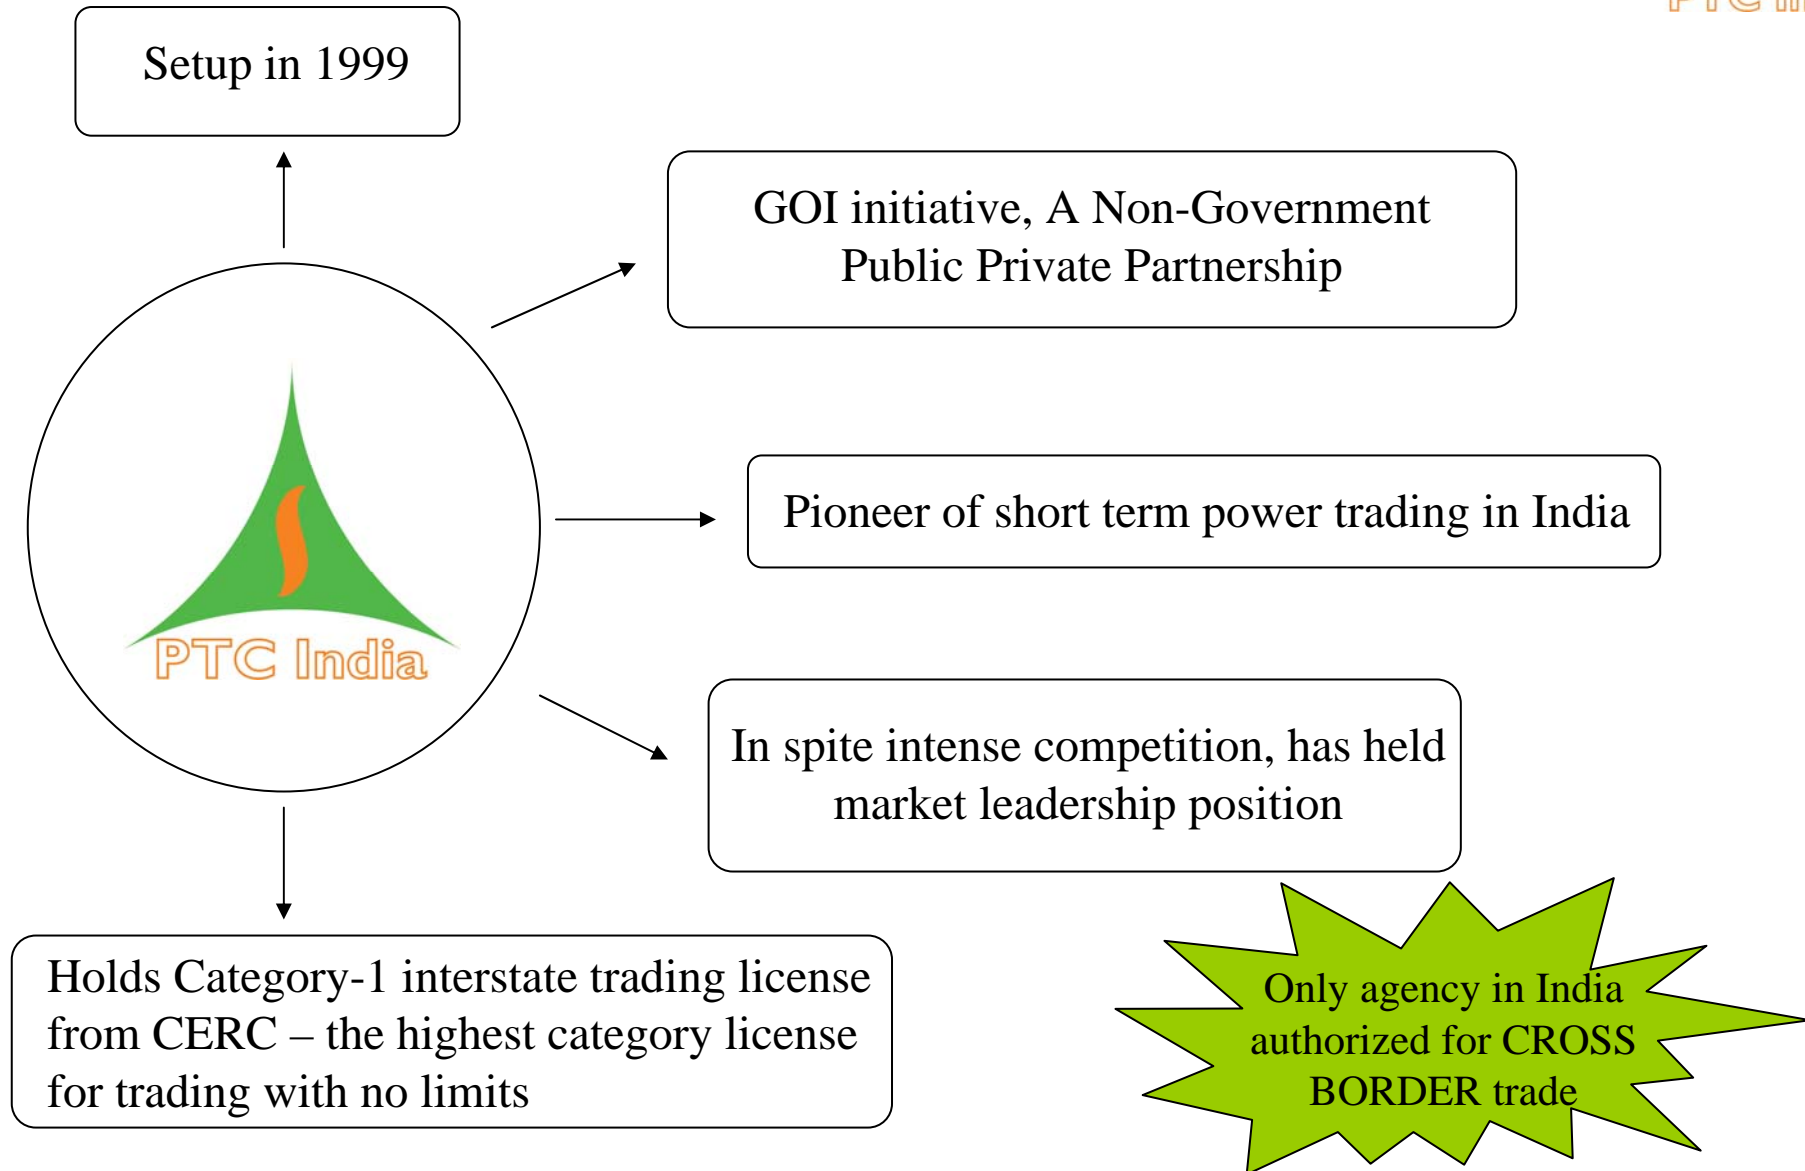 Setup in 1999
GOI initiative, A Non-Government
Public Private Partnership
Pioneer of short term power trading in India
PTC India
In spite intense competition, has held
market leadership position
Holds Category-1 interstate trading license
from CERC – the highest category license
for trading with no limits
Only agency in India
authorized for CROSS
BORDER trade